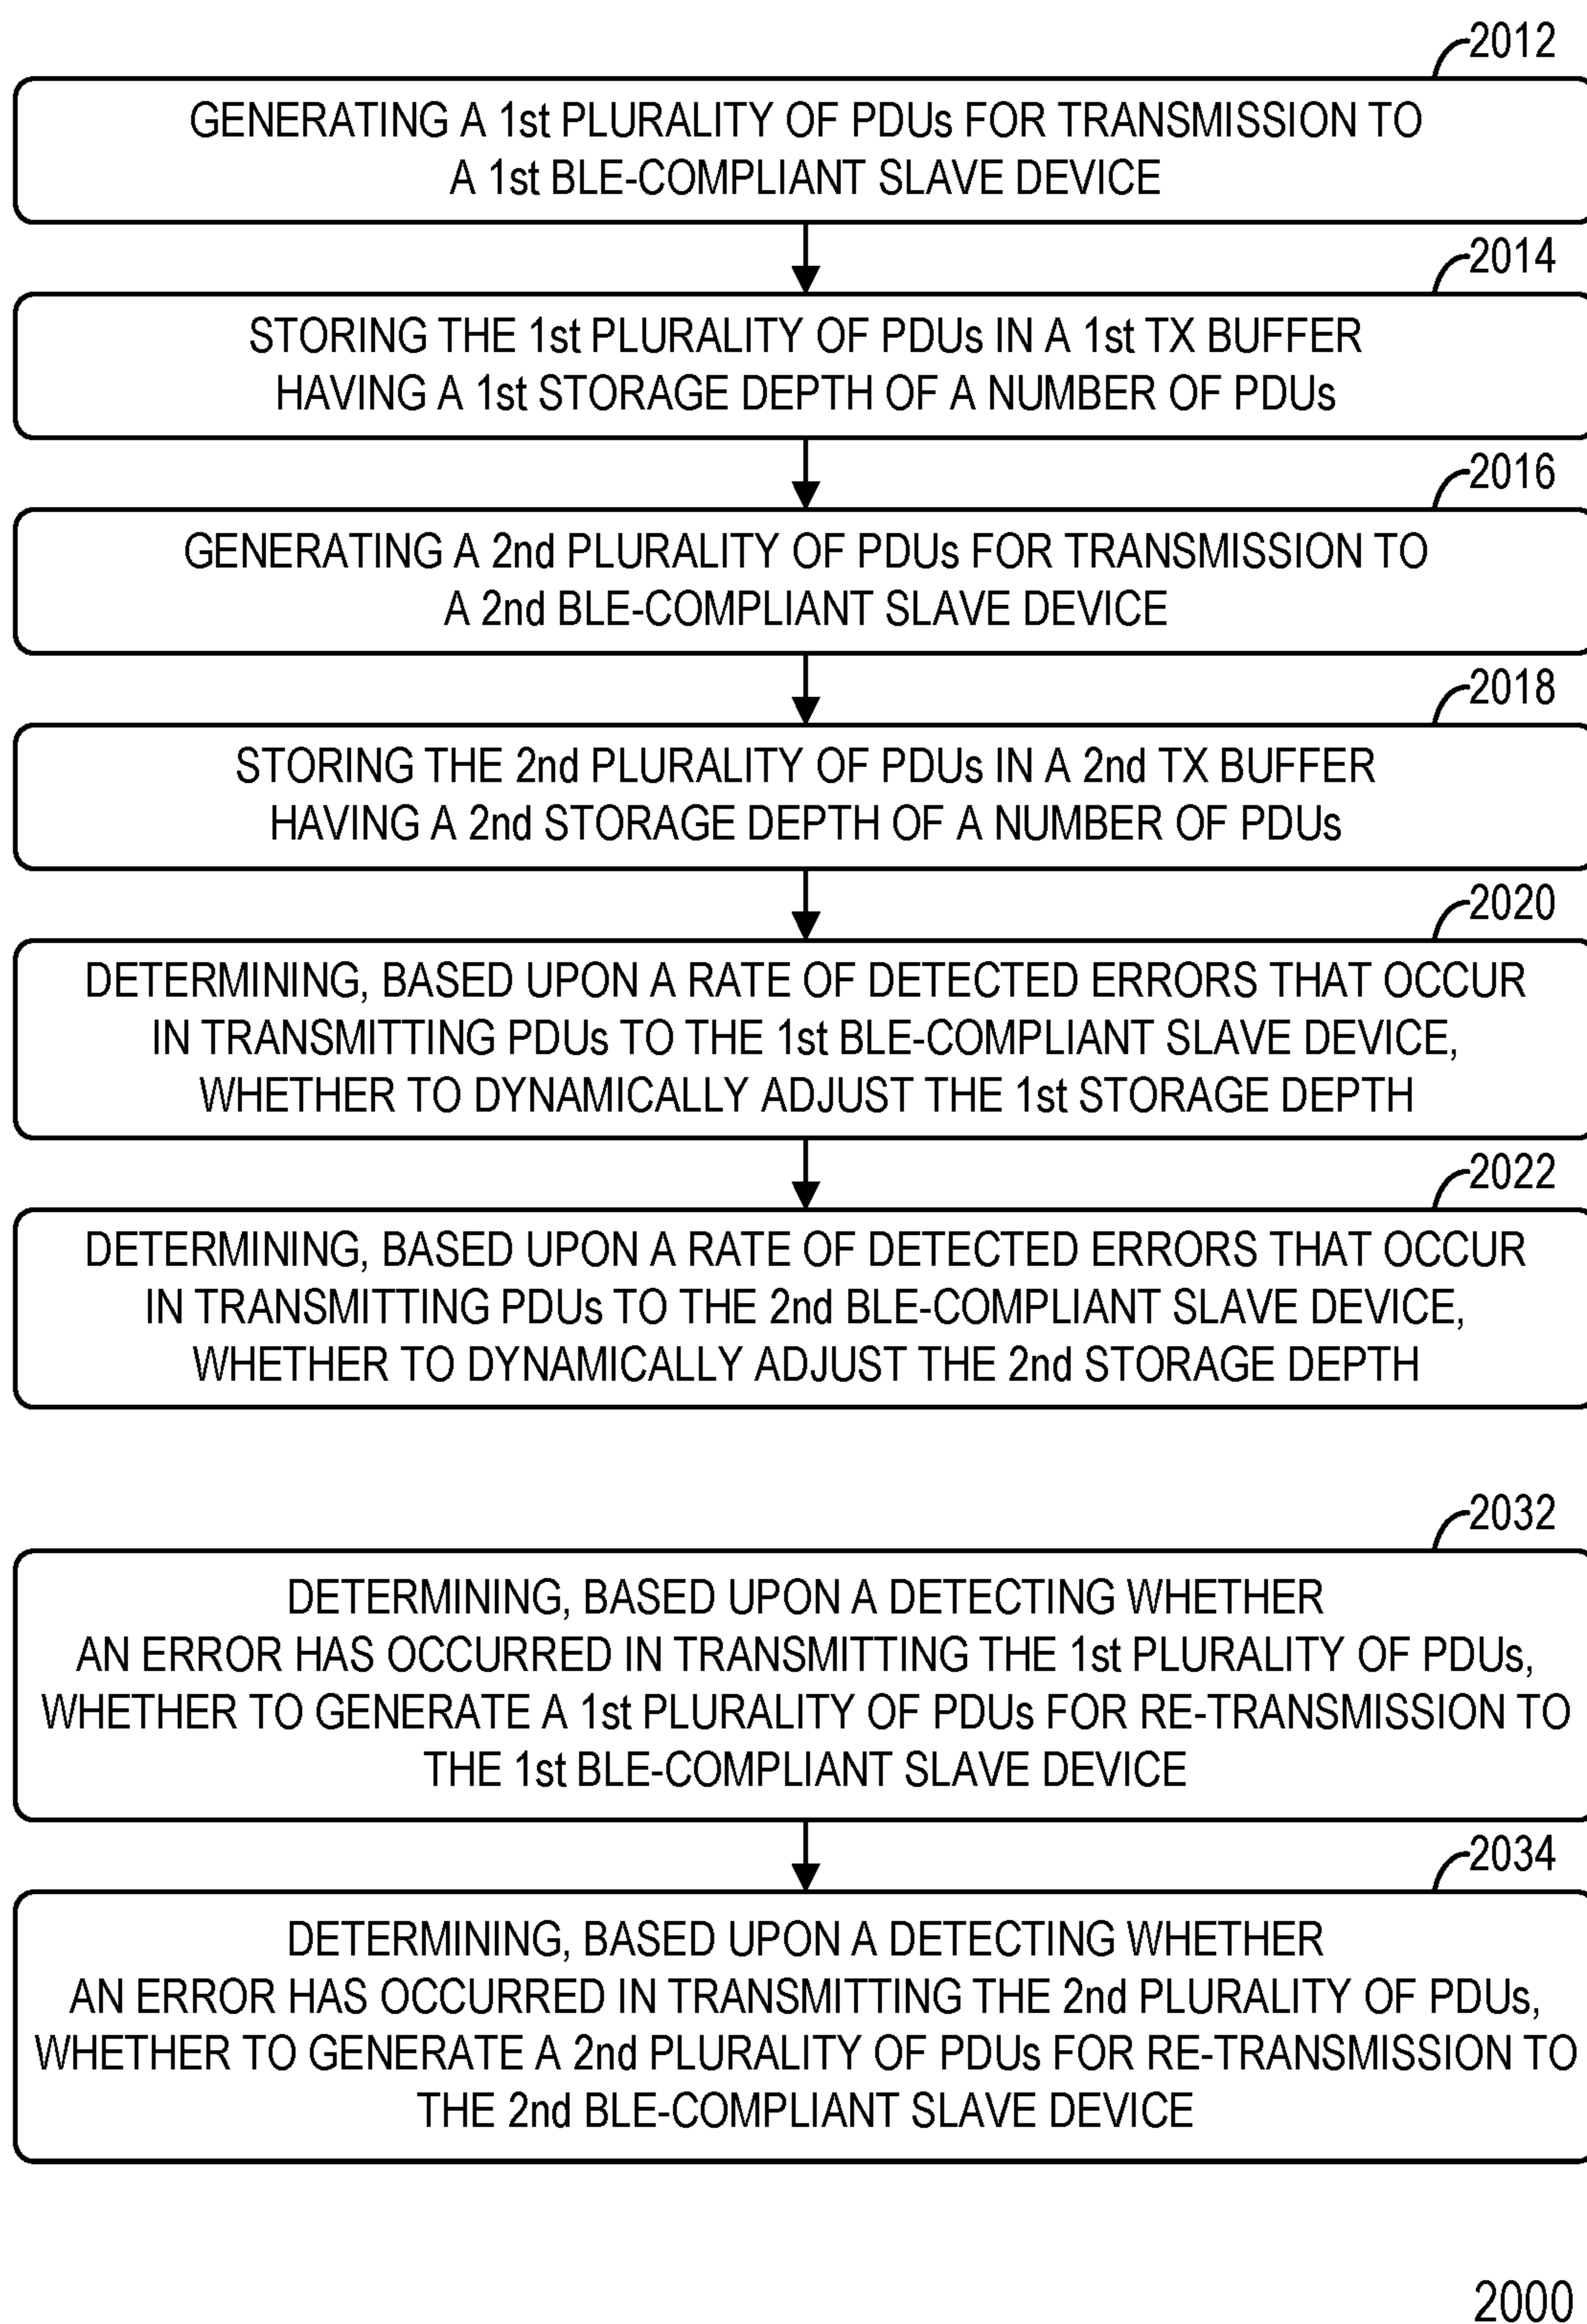 2012
GENERATING A 1st PLURALITY OF PDUs FOR TRANSMISSION TO
A 1st BLE-COMPLIANT SLAVE DEVICE
2014
STORING THE 1st PLURALITY OF PDUs IN A 1st TX BUFFER
HAVING A 1st STORAGE DEPTH OF A NUMBER OF PDUs
2016
GENERATING A 2nd PLURALITY OF PDUs FOR TRANSMISSION TO
A 2nd BLE-COMPLIANT SLAVE DEVICE
2018
STORING THE 2nd PLURALITY OF PDUs IN A 2nd TX BUFFER
HAVING A 2nd STORAGE DEPTH OF A NUMBER OF PDUs
2020
DETERMINING, BASED UPON A RATE OF DETECTED ERRORS THAT OCCUR
IN TRANSMITTING PDUs TO THE 1st BLE-COMPLIANT SLAVE DEVICE,
WHETHER TO DYNAMICALLY ADJUST THE 1st STORAGE DEPTH
2022
DETERMINING, BASED UPON A RATE OF DETECTED ERRORS THAT OCCUR
IN TRANSMITTING PDUs TO THE 2nd BLE-COMPLIANT SLAVE DEVICE,
WHETHER TO DYNAMICALLY ADJUST THE 2nd STORAGE DEPTH
2032
DETERMINING, BASED UPON A DETECTING WHETHER
AN ERROR HAS OCCURRED IN TRANSMITTING THE 1st PLURALITY OF PDUs,
WHETHER TO GENERATE A 1st PLURALITY OF PDUs FOR RE-TRANSMISSION TO
THE 1st BLE-COMPLIANT SLAVE DEVICE
2034
DETERMINING, BASED UPON A DETECTING WHETHER
AN ERROR HAS OCCURRED IN TRANSMITTING THE 2nd PLURALITY OF PDUs,
WHETHER TO GENERATE A 2nd PLURALITY OF PDUs FOR RE-TRANSMISSION TO
THE 2nd BLE-COMPLIANT SLAVE DEVICE
2000